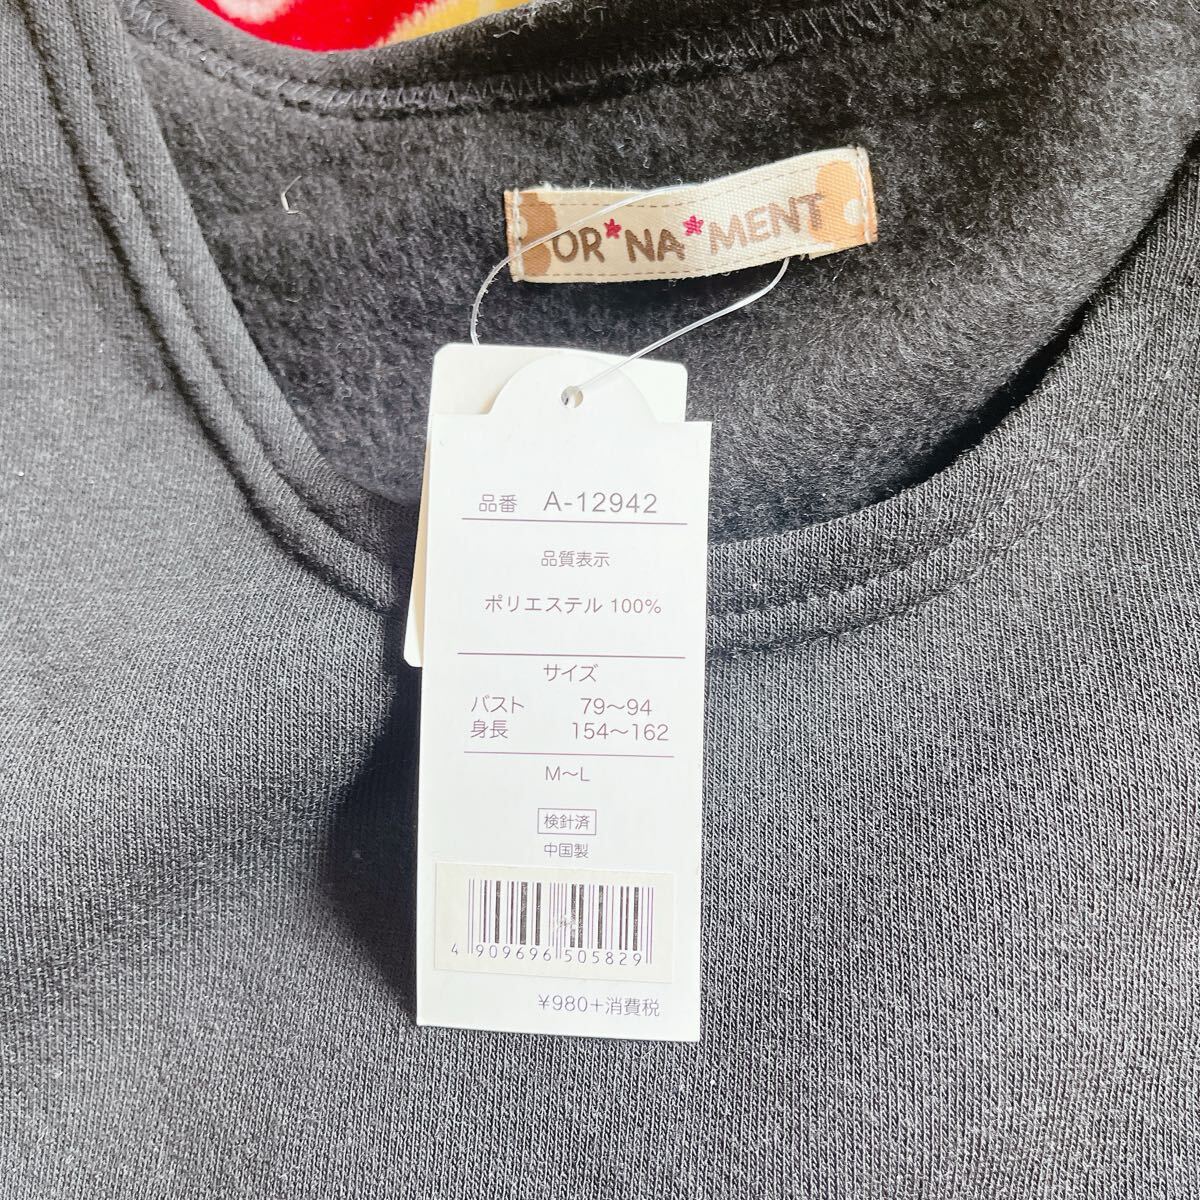 OR*NA*MENT
品番 A-12942
品質表示
ポリエステル 100%
サイズ
バスト 79〜94
身長 154〜162
M〜L
検針済
中国製
4 909696 505829
¥980+消費税